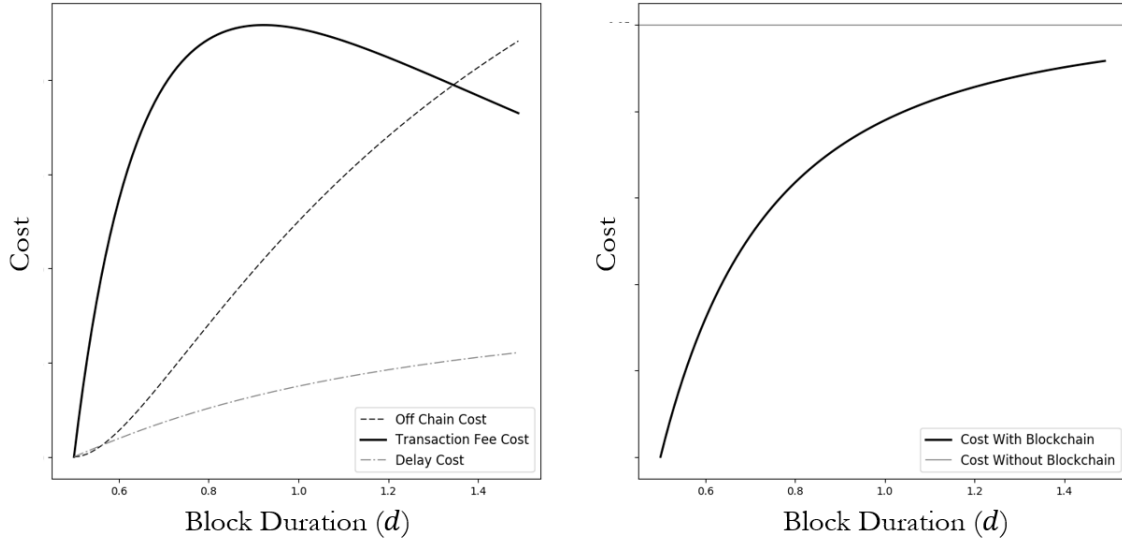 Cost
Off Chain Cost
Transaction Fee Cost
Delay Cost
0.6 0.8 1.0 1.2 1.4
Block Duration (d)
Cost
Cost With Blockchain
Cost Without Blockchain
0.6 0.8 1.0 1.2 1.4
Block Duration (d)